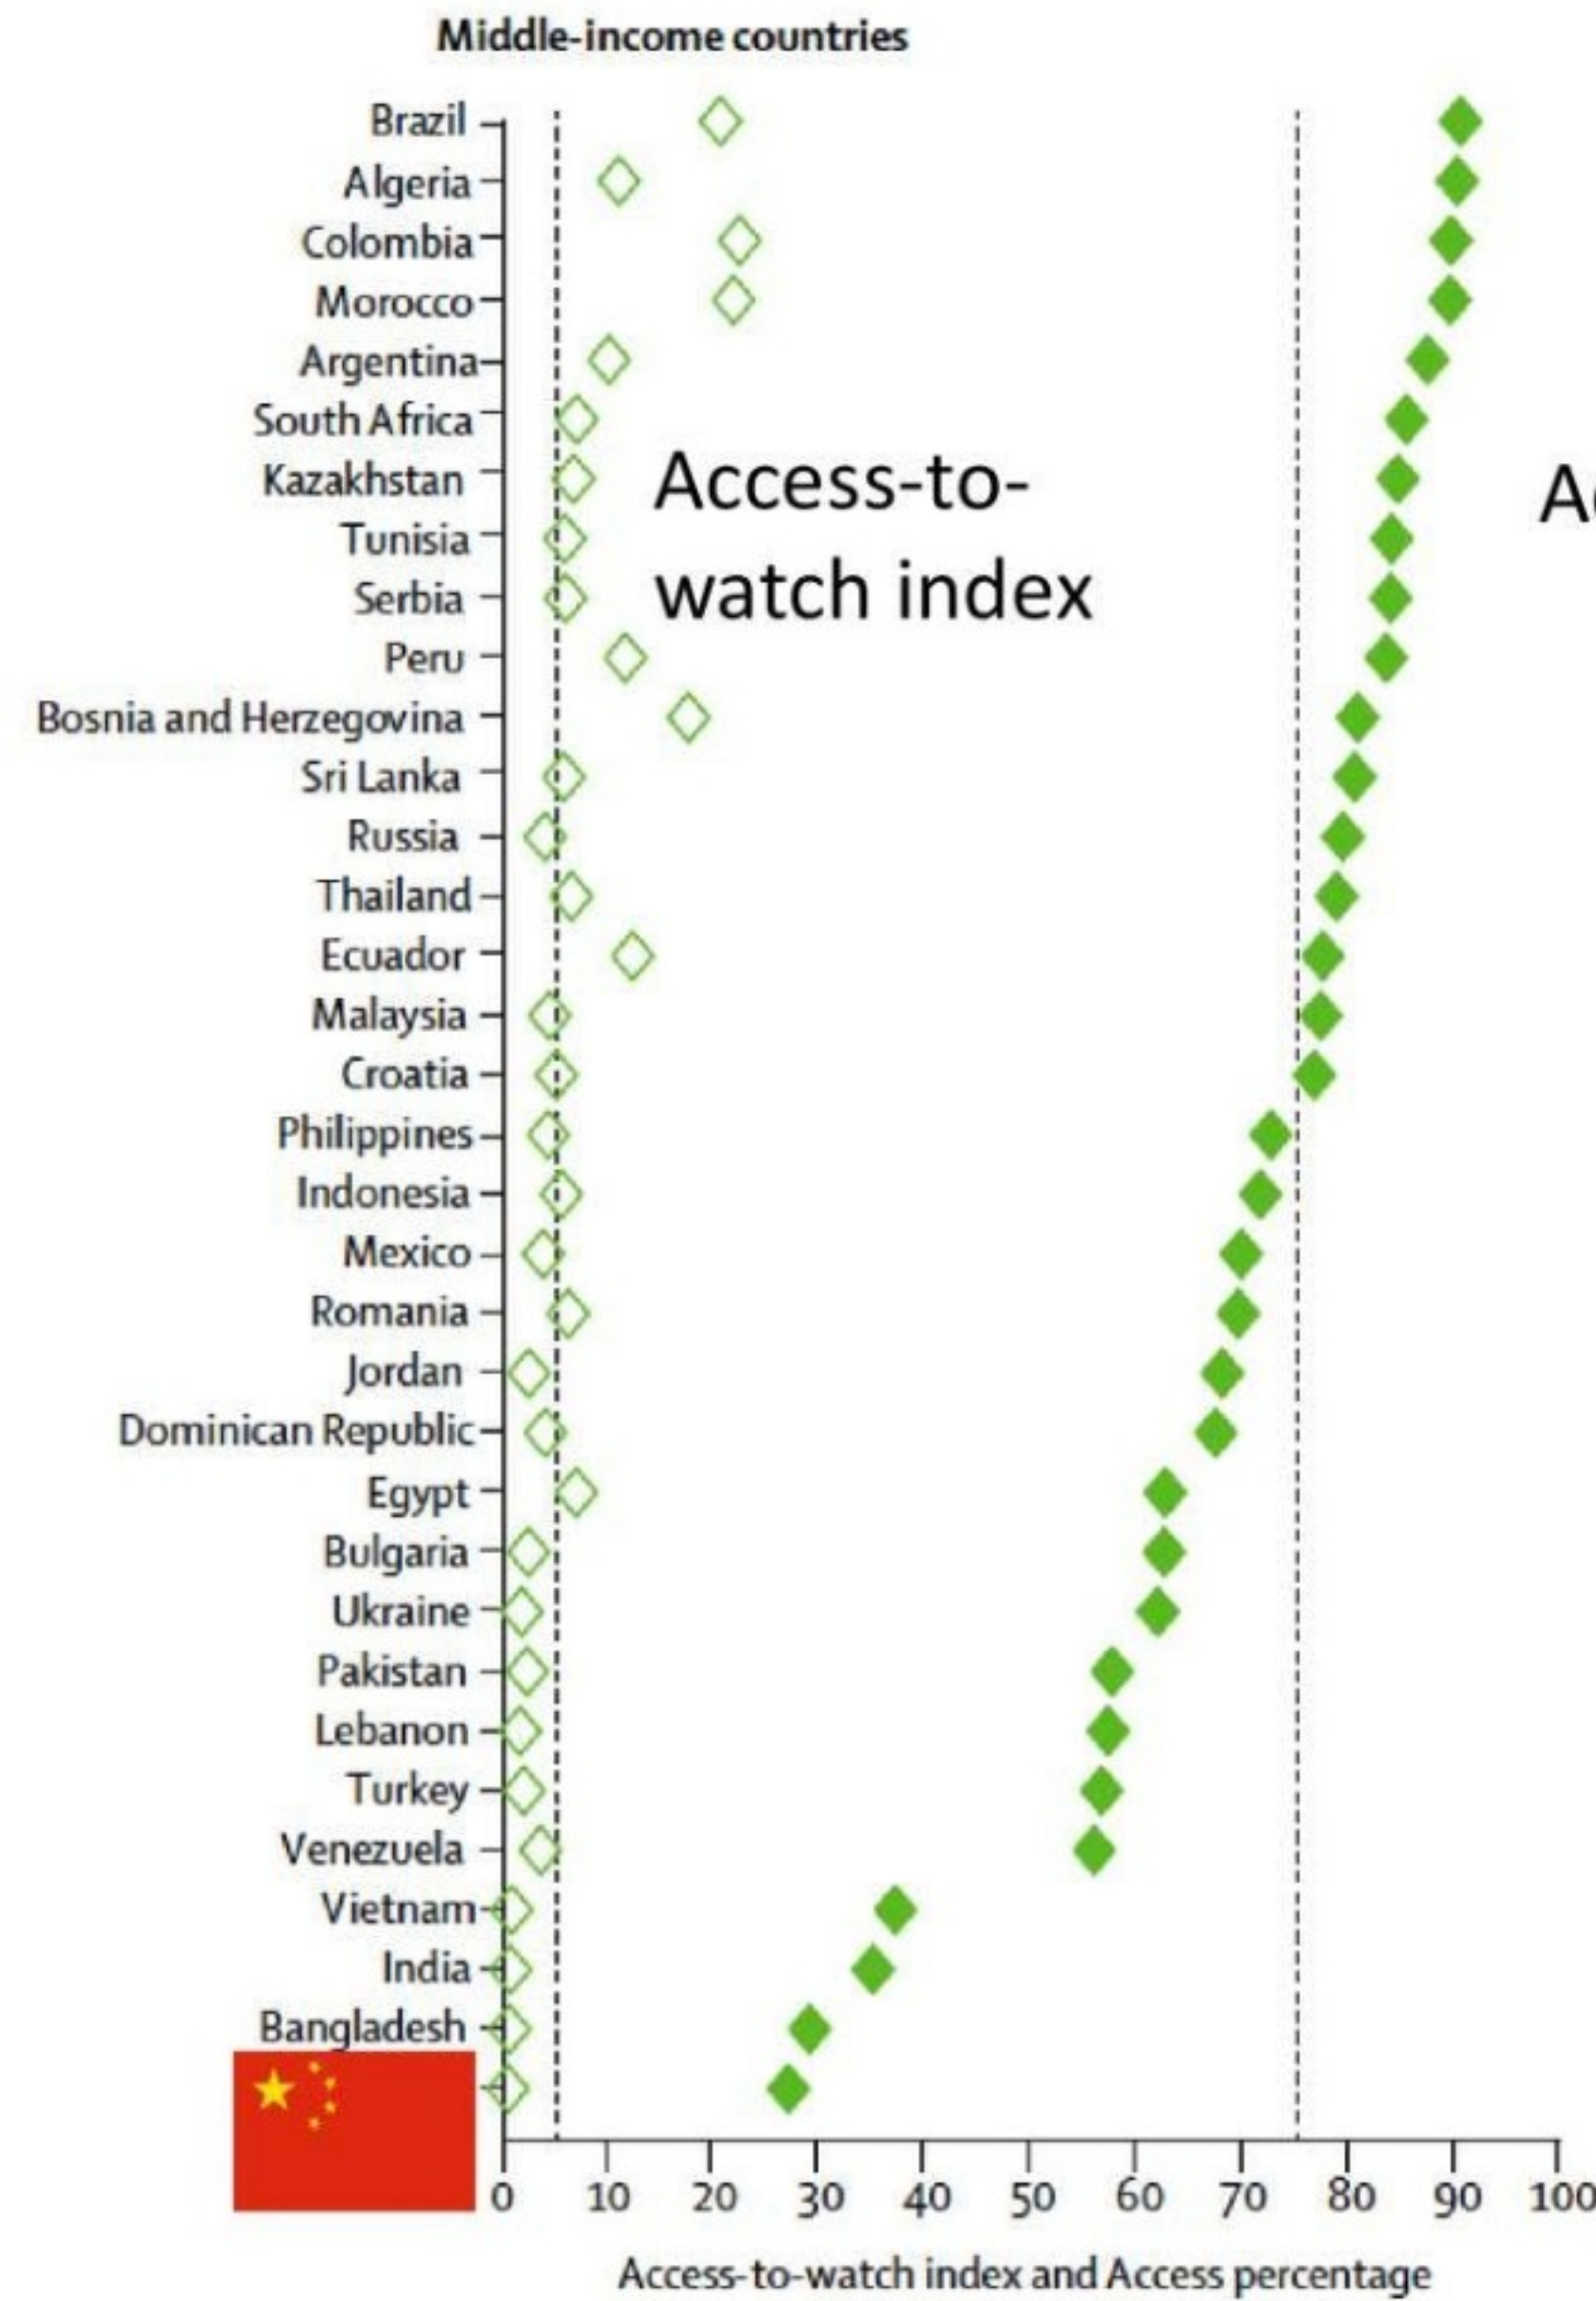 Middle-income countries
Brazil
Algeria
Colombia
Morocco
Argentina
South Africa
Kazakhstan
Access-to-
Tunisia
watch index
Serbia
Peru
Bosnia and Herzegovina
Sri Lanka
Russia
Thailand
Ecuador
Malaysia
Croatia
Philippines
Indonesia
Mexico
Romania
Jordan
Dominican Republic
Egypt
Bulgaria
Ukraine
Pakistan
Lebanon
Turkey
Venezuela
Vietnam
India
Bangladesh
0 10 20 30 40 50 60 70 80 90 100
Access-to-watch index and Access percentage